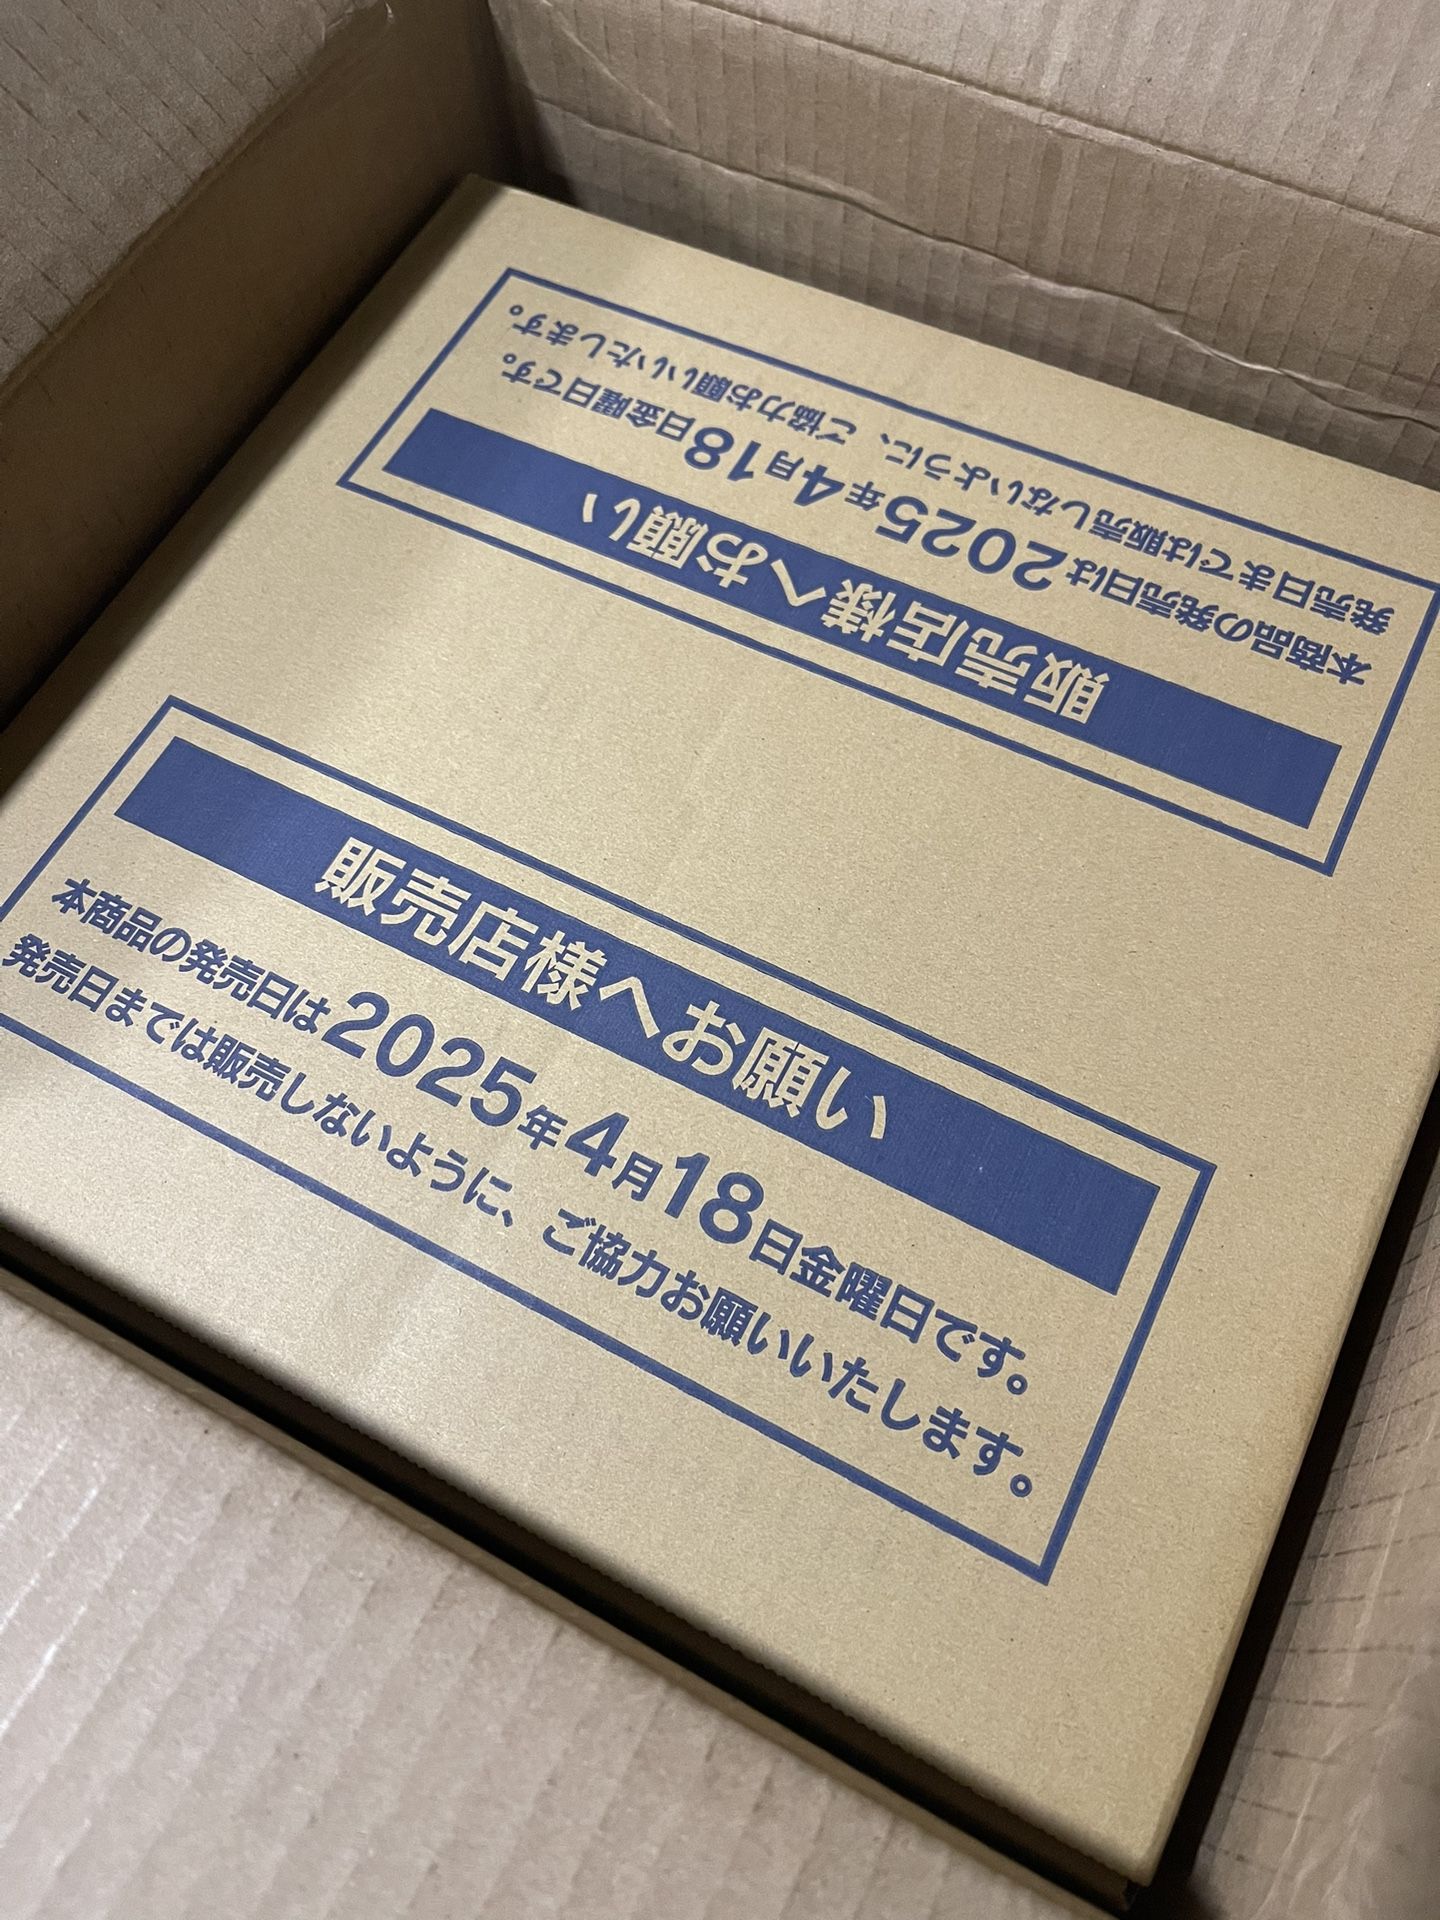 発売日までは販売しないように、ご協力お願いいたします。
本商品の発売日は2025年4月18日金曜日です。
販売店様へお願い
販売店様へお願い
本商品の発売日は2025年4月18日金曜日です。
発売日までは販売しないように、ご協力お願いいたします。